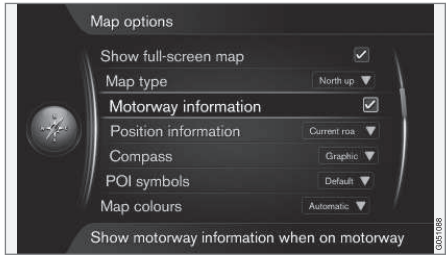 Map options
Show full-screen map
Map type North up
Motorway information
Position information Current roa
Compass Graphic
POI symbols Default
Map colours Automatic
Show motorway information when on motorway
G051088